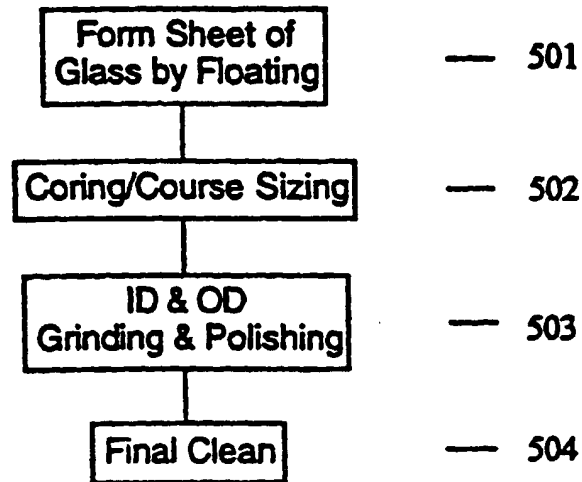 Form Sheet of
Glass by Floating
— 501
Coring/Course Sizing
— 502
ID & OD
Grinding & Polishing
— 503
Final Clean
— 504